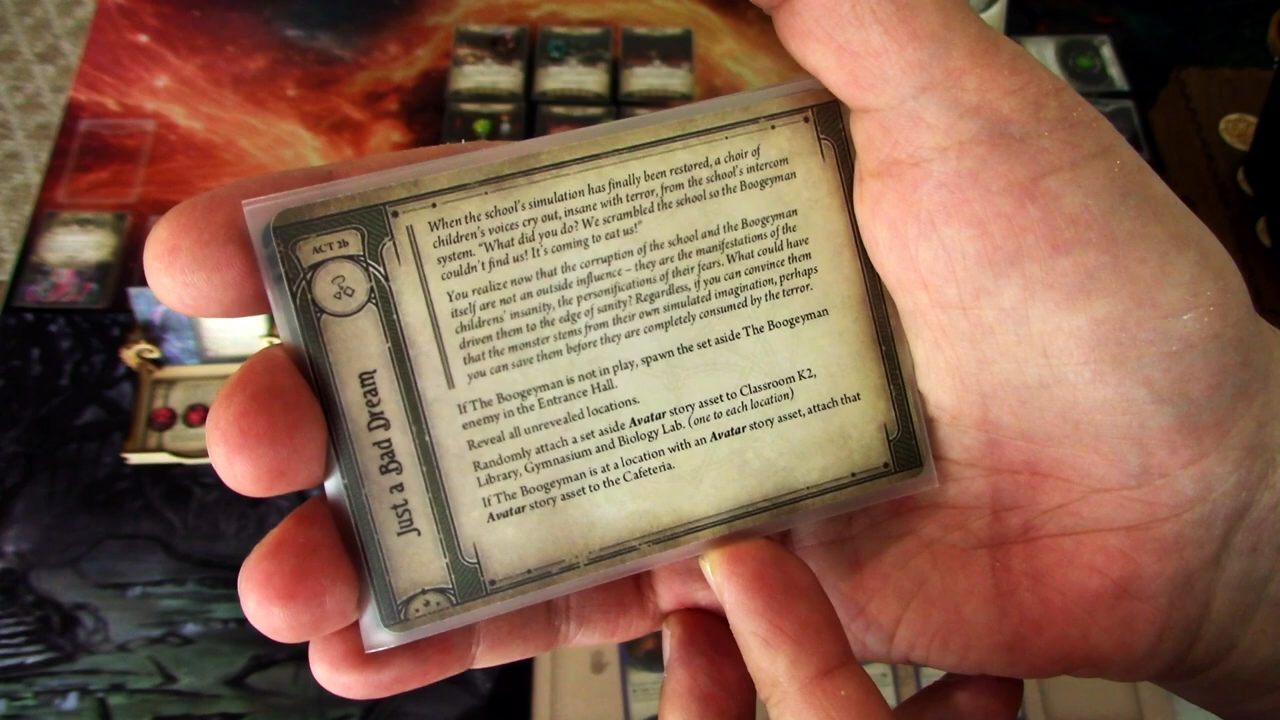 ACT 2b
Just a Bad Dream
When the school's simulation has finally been restored, a choir of
children's voices cry out, insane with terror, from the school's intercom
system. "What did you do? We scrambled the school so the Boogeyman
couldn't find us! It's coming to eat us!"
You realize now that the corruption of the school and the Boogeyman
itself are not an outside influence – they are the manifestations of the
childrens' insanity, the personifications of their fears. What could have
driven them to the edge of sanity? Regardless, if you can convince them
that the monster stems from their own simulated imagination, perhaps
you can save them before they are completely consumed by the terror.
If The Boogeyman is not in play, spawn the set aside The Boogeyman
enemy in the Entrance Hall.
Reveal all unrevealed locations.
Randomly attach a set aside Avatar story asset to Classroom K2,
Library, Gymnasium and Biology Lab. (one to each location)
If The Boogeyman is at a location with an Avatar story asset, attach that
Avatar story asset to the Cafeteria.